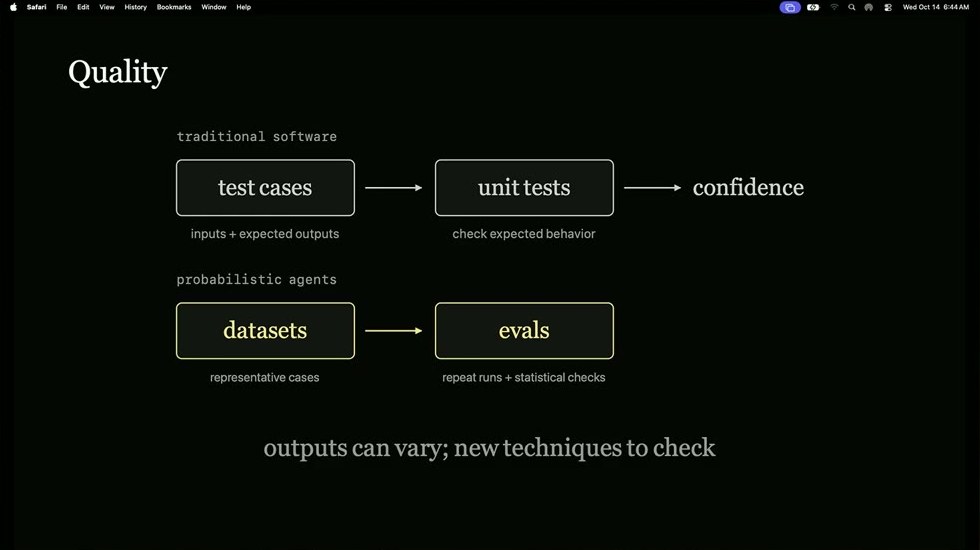 Safari File Edit View History Bookmarks Window Help Wed Oct 14 6:44 AM
Quality
traditional software
test cases unit tests confidence
inputs + expected outputs check expected behavior
probabilistic agents
datasets evals
representative cases repeat runs + statistical checks
outputs can vary; new techniques to check